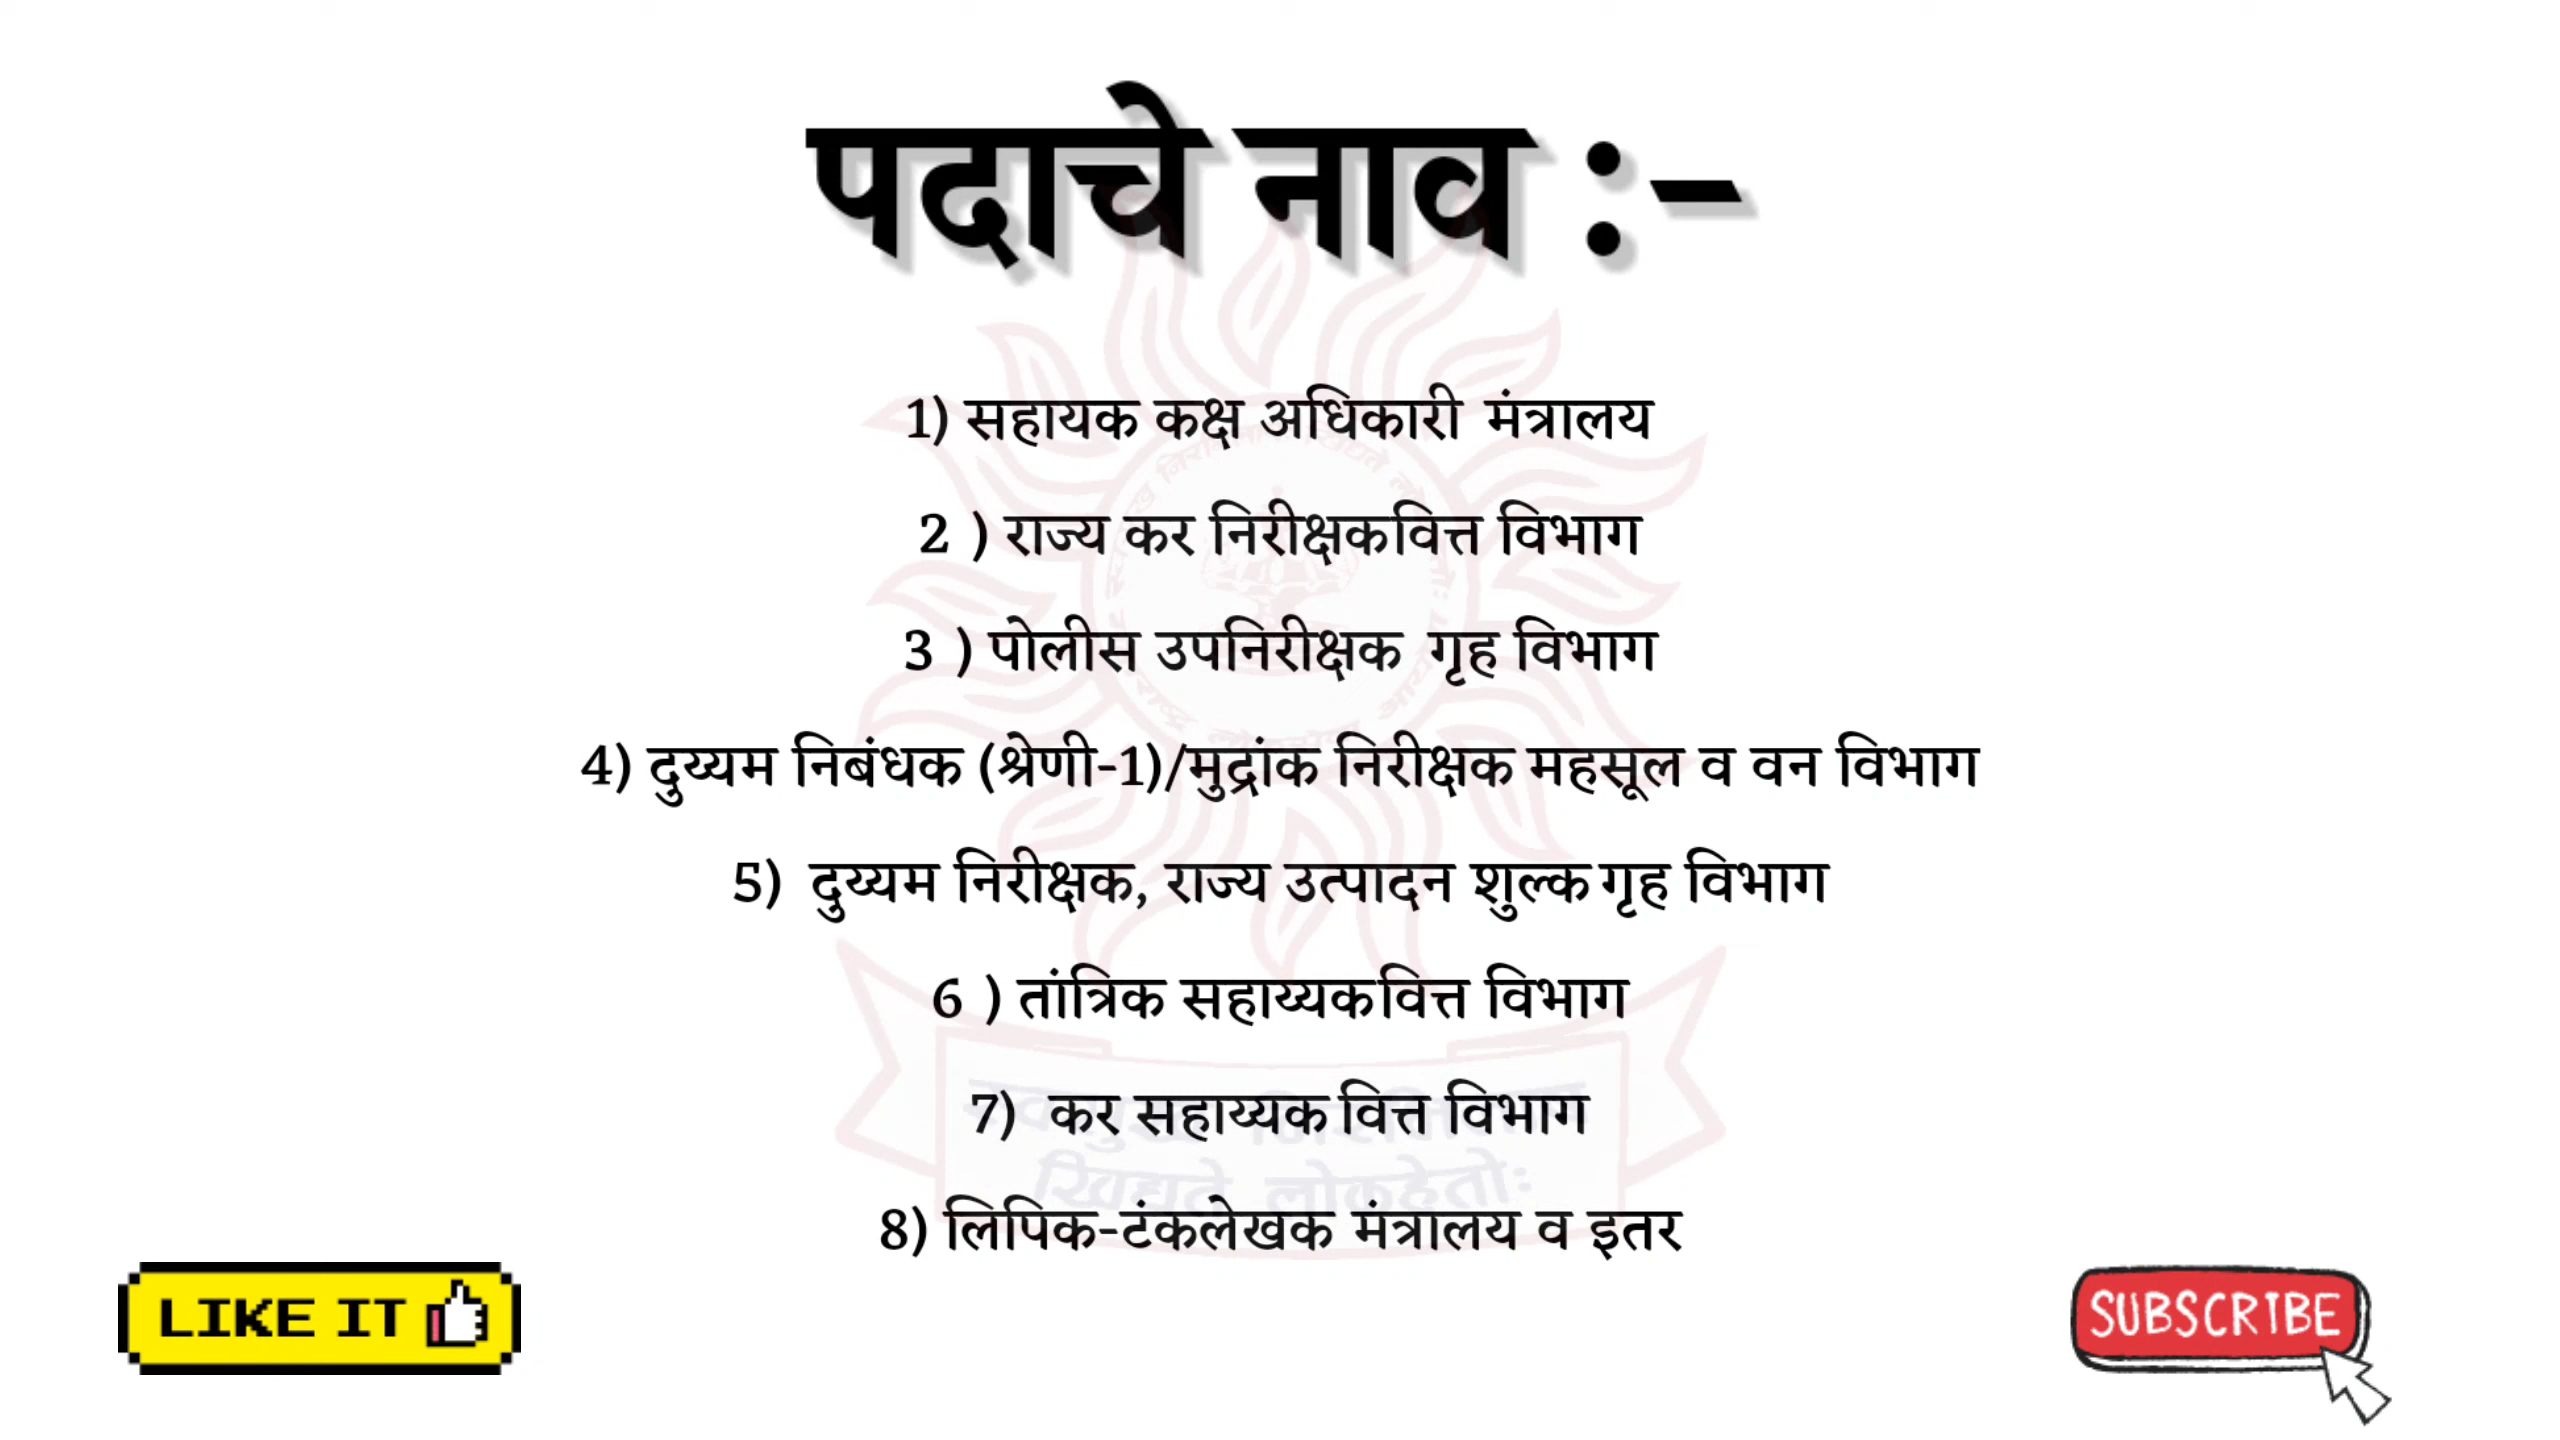 पदाचे नाव :-
1) सहायक कक्ष अधिकारी मंत्रालय
2 ) राज्य कर निरीक्षकवित्त विभाग
3 ) पोलीस उपनिरीक्षक गृह विभाग
4) दुय्यम निबंधक (श्रेणी-1)/मुद्रांक निरीक्षक महसूल व वन विभाग
5) दुय्यम निरीक्षक, राज्य उत्पादन शुल्क गृह विभाग
6 ) तांत्रिक सहाय्यकवित्त विभाग
7) कर सहाय्यक वित्त विभाग
खिद्यते लोकहेतोः
8) लिपिक-टंकलेखक मंत्रालय व इतर
LIKE IT
SUBSCRIBE